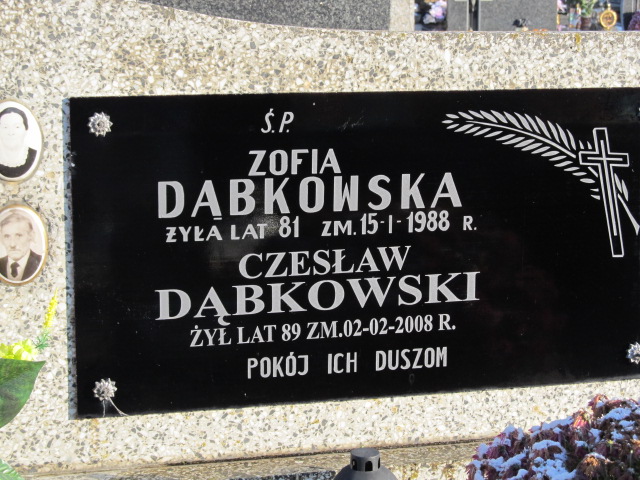 Ś.P.
ZOFIA
DĄBKOWSKA
ŻYŁA LAT 81 ZM. 15-I-1988 R.
CZESŁAW
DĄBKOWSKI
ŻYŁ LAT 89 ZM. 02-02-2008 R.
POKÓJ ICH DUSZOM